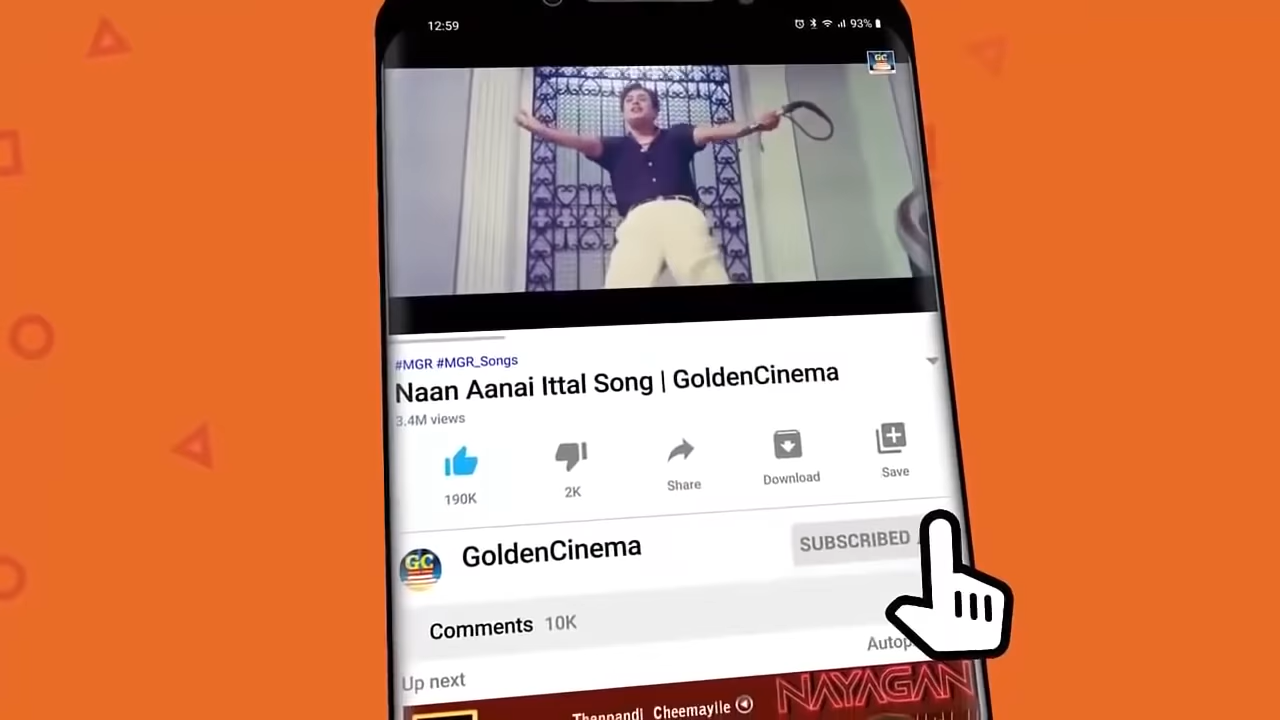 12:59
93%
GC
#MGR #MGR_Songs
Naan Aanai Ittal Song | GoldenCinema
3.4M views
190K
2K
Share
Download
Save
GC
GoldenCinema
SUBSCRIBED
Comments 10K
Up next
NAYAGAN
Thenpandi Cheemayile